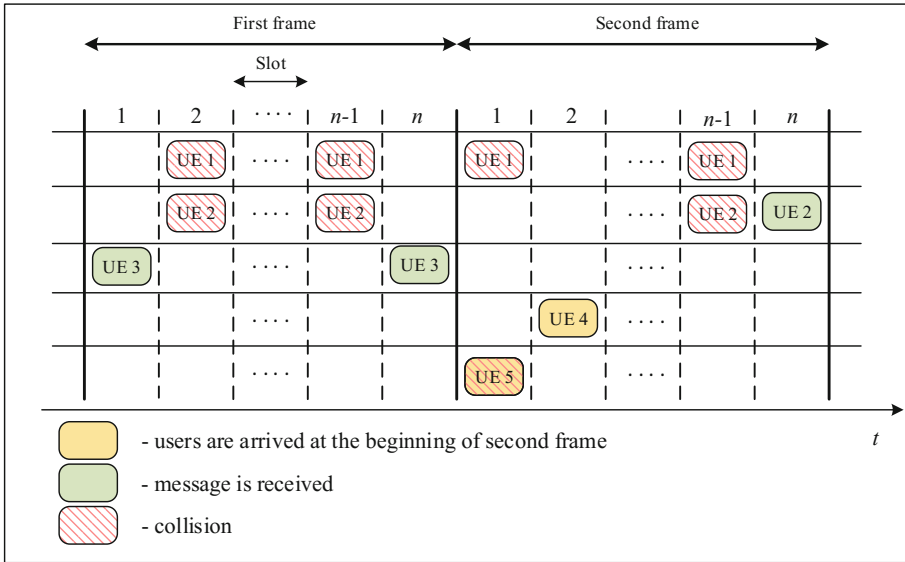 First frame
Second frame
Slot
1 2 · · · · n-1 n 1 2 n-1 n
UE 1 · · · · UE 1 UE 1 · · · · UE 1
UE 2 · · · · UE 2 · · · · UE 2 UE 2
UE 3 · · · · UE 3 · · · ·
· · · · UE 4 · · · ·
· · · · UE 5 · · · ·
t
- users are arrived at the beginning of second frame
- message is received
- collision